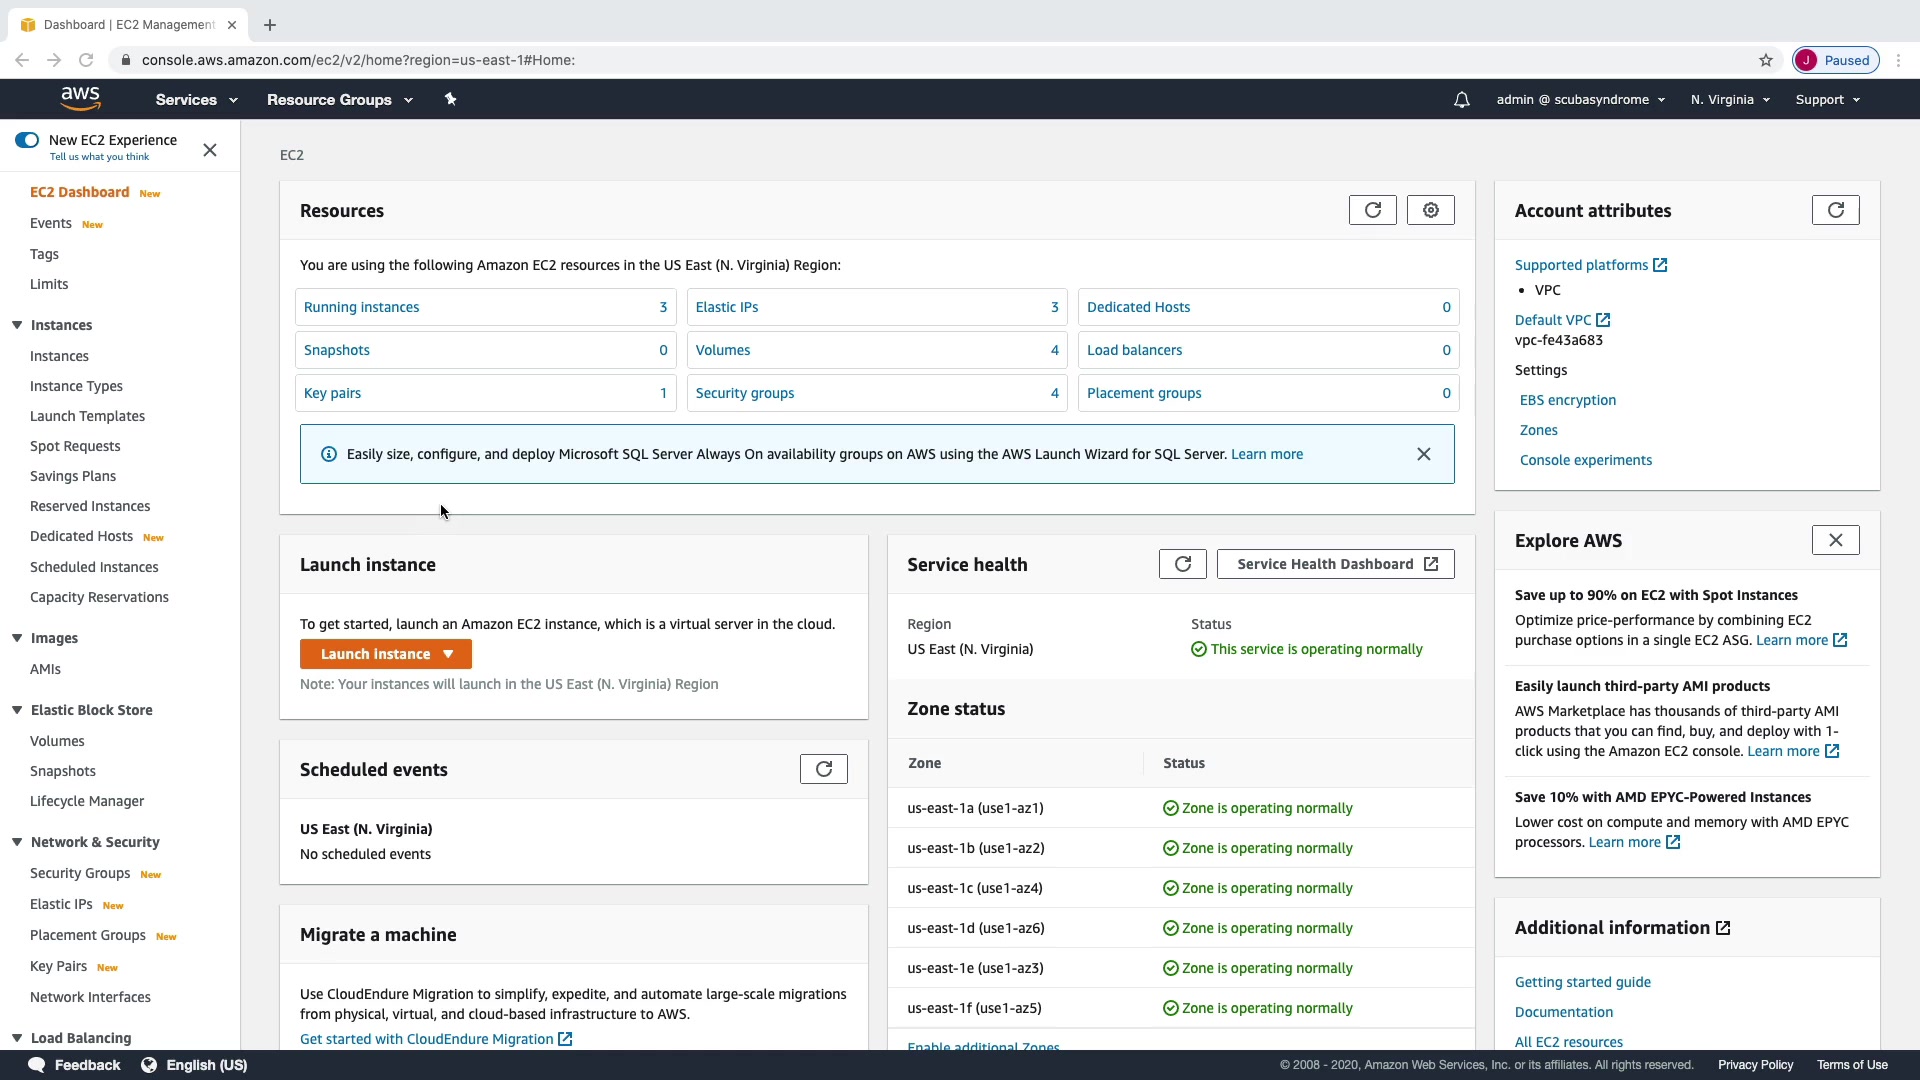 Dashboard | EC2 Management
console.aws.amazon.com/ec2/v2/home?region=us-east-1#Home:
J Paused
aws
Services
Resource Groups
admin @ scubasyndrome
N. Virginia
Support
New EC2 Experience
Tell us what you think
EC2 Dashboard New
Events New
Tags
Limits
Instances
Instances
Instance Types
Launch Templates
Spot Requests
Savings Plans
Reserved Instances
Dedicated Hosts New
Scheduled Instances
Capacity Reservations
Images
AMIs
Elastic Block Store
Volumes
Snapshots
Lifecycle Manager
Network & Security
Security Groups New
Elastic IPs New
Placement Groups New
Key Pairs New
Network Interfaces
Load Balancing
EC2
Resources
You are using the following Amazon EC2 resources in the US East (N. Virginia) Region:
Running instances 3
Elastic IPs 3
Dedicated Hosts 0
Snapshots 0
Volumes 4
Load balancers 0
Key pairs 1
Security groups 4
Placement groups 0
Easily size, configure, and deploy Microsoft SQL Server Always On availability groups on AWS using the AWS Launch Wizard for SQL Server. Learn more
Launch instance
To get started, launch an Amazon EC2 instance, which is a virtual server in the cloud.
Launch instance
Note: Your instances will launch in the US East (N. Virginia) Region
Scheduled events
US East (N. Virginia)
No scheduled events
Migrate a machine
Use CloudEndure Migration to simplify, expedite, and automate large-scale migrations
from physical, virtual, and cloud-based infrastructure to AWS.
Get started with CloudEndure Migration
Service health
Service Health Dashboard
Region
Status
US East (N. Virginia)
This service is operating normally
Zone status
Zone
Status
us-east-1a (use1-az1)
Zone is operating normally
us-east-1b (use1-az2)
Zone is operating normally
us-east-1c (use1-az4)
Zone is operating normally
us-east-1d (use1-az6)
Zone is operating normally
us-east-1e (use1-az3)
Zone is operating normally
us-east-1f (use1-az5)
Zone is operating normally
Enable additional Zones
Account attributes
Supported platforms
• VPC
Default VPC
vpc-fe43a683
Settings
EBS encryption
Zones
Console experiments
Explore AWS
Save up to 90% on EC2 with Spot Instances
Optimize price-performance by combining EC2
purchase options in a single EC2 ASG. Learn more
Easily launch third-party AMI products
AWS Marketplace has thousands of third-party AMI
products that you can find, buy, and deploy with 1-
click using the Amazon EC2 console. Learn more
Save 10% with AMD EPYC-Powered Instances
Lower cost on compute and memory with AMD EPYC
processors. Learn more
Additional information
Getting started guide
Documentation
All EC2 resources
Feedback
English (US)
© 2008 - 2020, Amazon Web Services, Inc. or its affiliates. All rights reserved.
Privacy Policy
Terms of Use